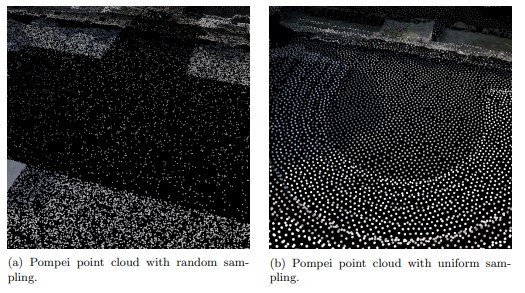 (a) Pompei point cloud with random sam-
pling.
(b) Pompei point cloud with uniform sam-
pling.